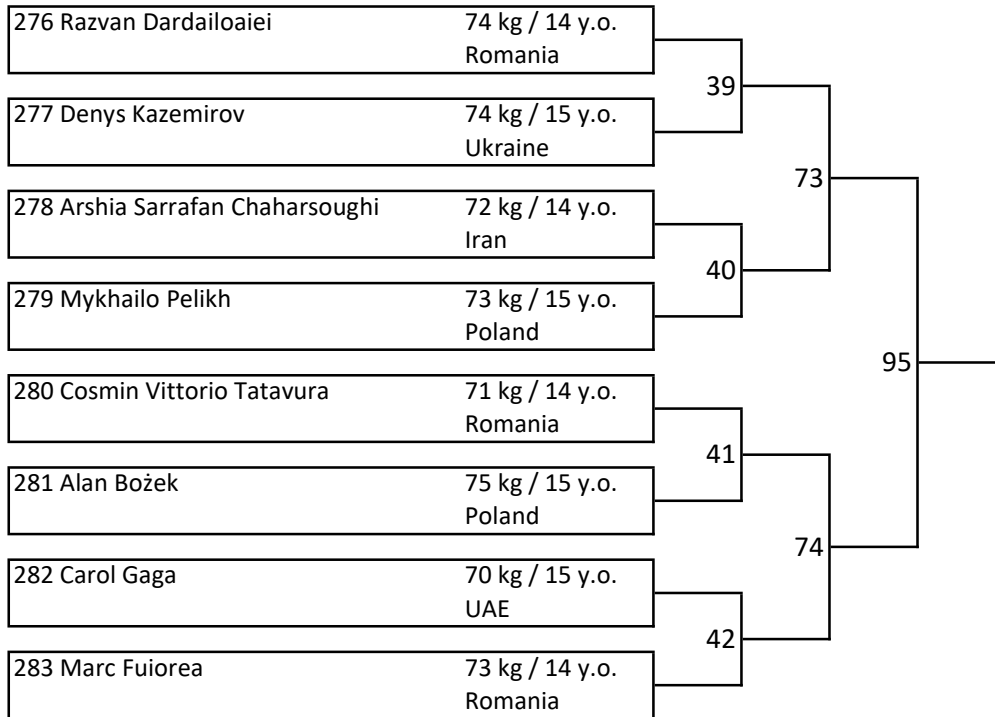 276 Razvan Dardailoaiei 74 kg / 14 y.o.
Romania
39
277 Denys Kazemirov 74 kg / 15 y.o.
Ukraine
73
278 Arshia Sarrafan Chaharsoughi 72 kg / 14 y.o.
Iran
40
279 Mykhailo Pelikh 73 kg / 15 y.o.
Poland
95
280 Cosmin Vittorio Tatavura 71 kg / 14 y.o.
Romania
41
281 Alan Bożek 75 kg / 15 y.o.
Poland
74
282 Carol Gaga 70 kg / 15 y.o.
UAE
42
283 Marc Fuiorea 73 kg / 14 y.o.
Romania